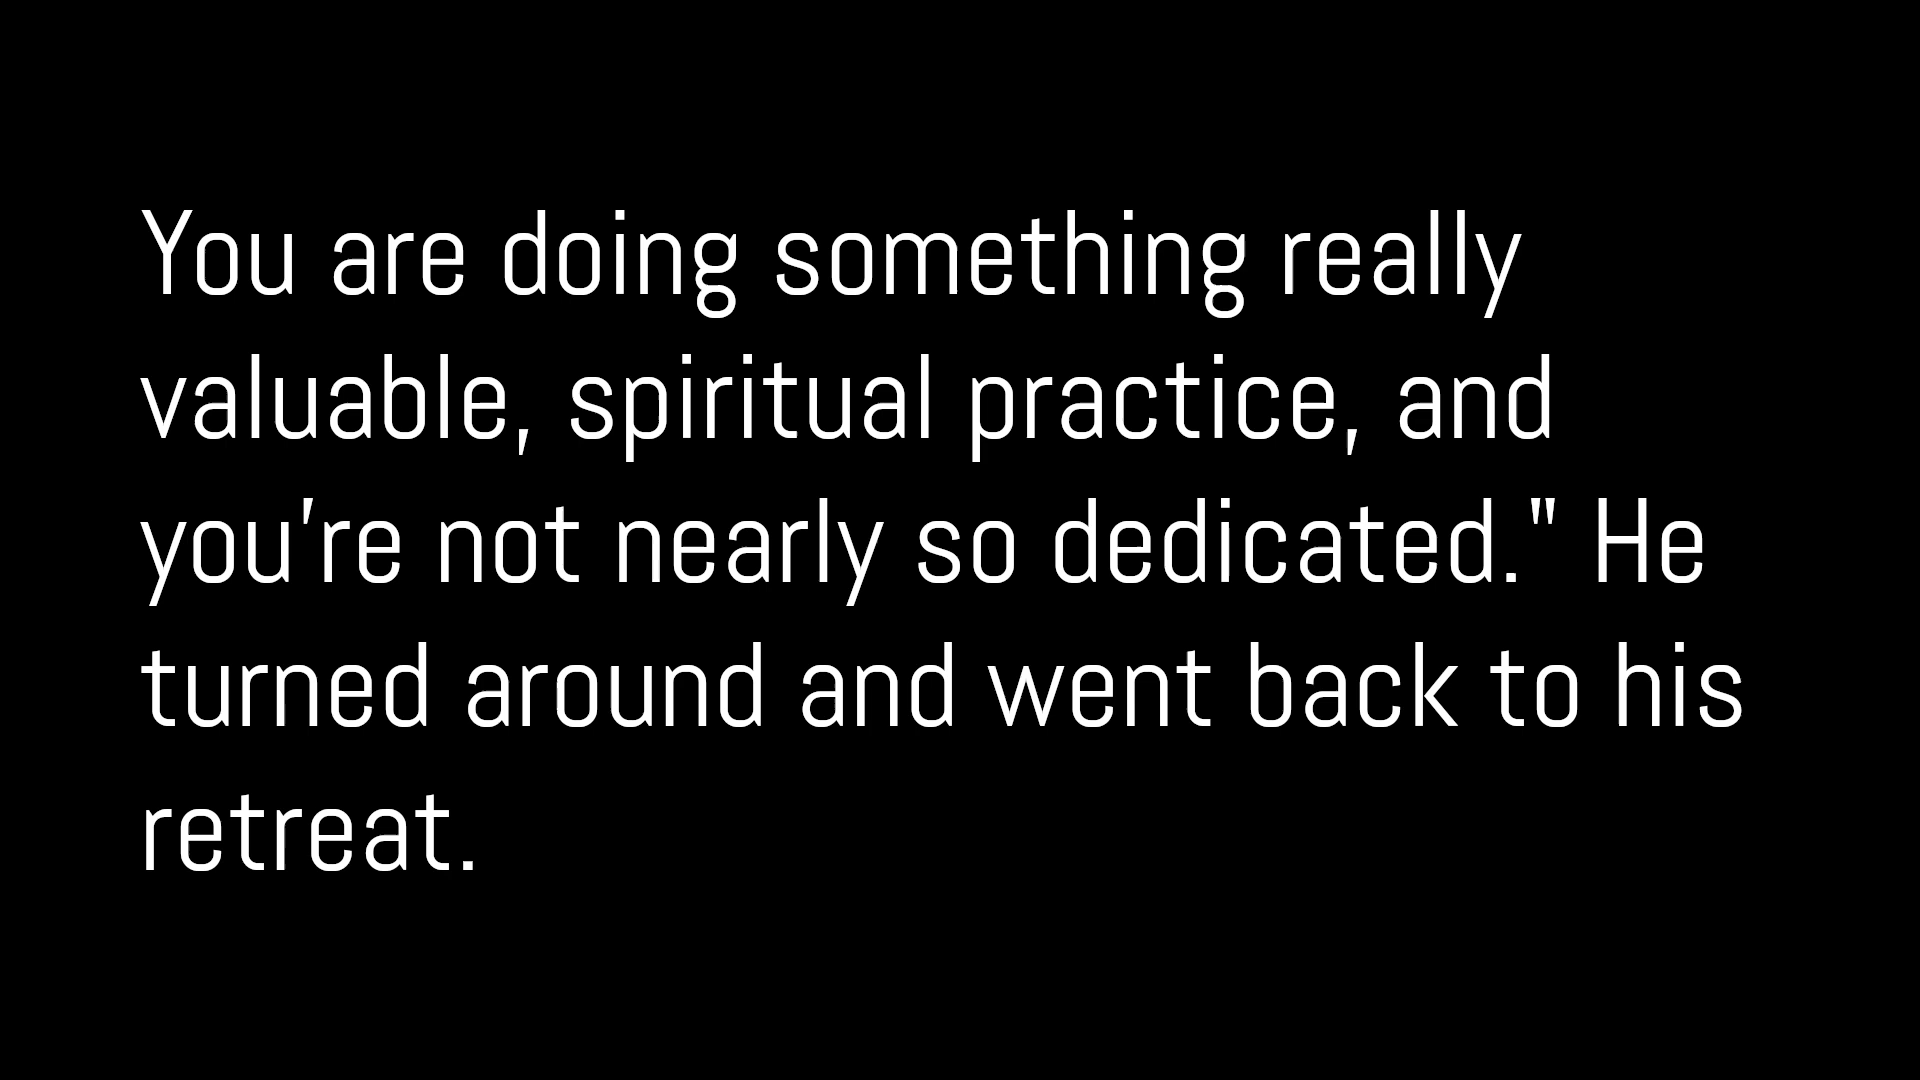 You are doing something really
valuable, spiritual practice, and
you're not nearly so dedicated." He
turned around and went back to his
retreat.